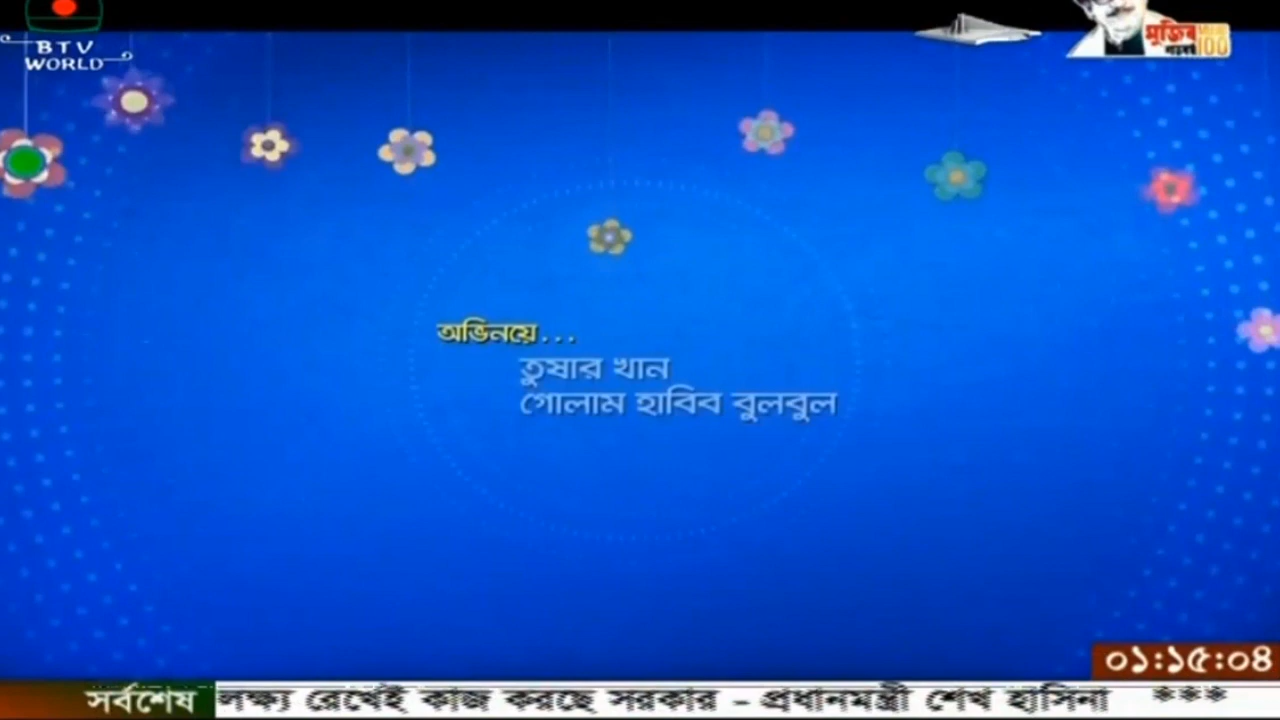 BTV
WORLD
মুজিব
100
অভিনয়ে...
তুষার খান
গোলাম হাবিব বুলবুল
০১:১৫:০৪
সর্বশেষ
লক্ষ্য রেখেই কাজ করছে সরকার - প্রধানমন্ত্রী শেখ হাসিনা ***